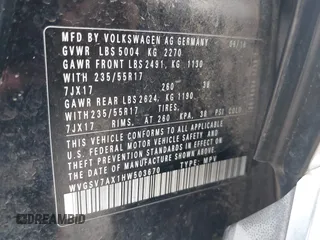 MFD BY VOLKSWAGEN AG GERMANY
GVWR LBS 5004 KG 2270
GAWR FRONT LBS 2491, KG 1130
WITH 235/55R17
7JX17 260 38
GAWR REAR LBS 2624, KG 1190
WITH 235/55R17 TIRES,
7JX17 RIMS, AT 260 KPA, 38 PSI COLD
THIS VEHICLE CONFORMS TO ALL APPLICABLE
FEDERAL MOTOR VEHICLE SAFETY
THEFT PREVENTION STANDARDS IN EFFECT
ON THE DATE OF MANUFACTURE SHOWN ABOVE
WVGSV7AX1HW503670 TYPE: MPV
DREAMBID